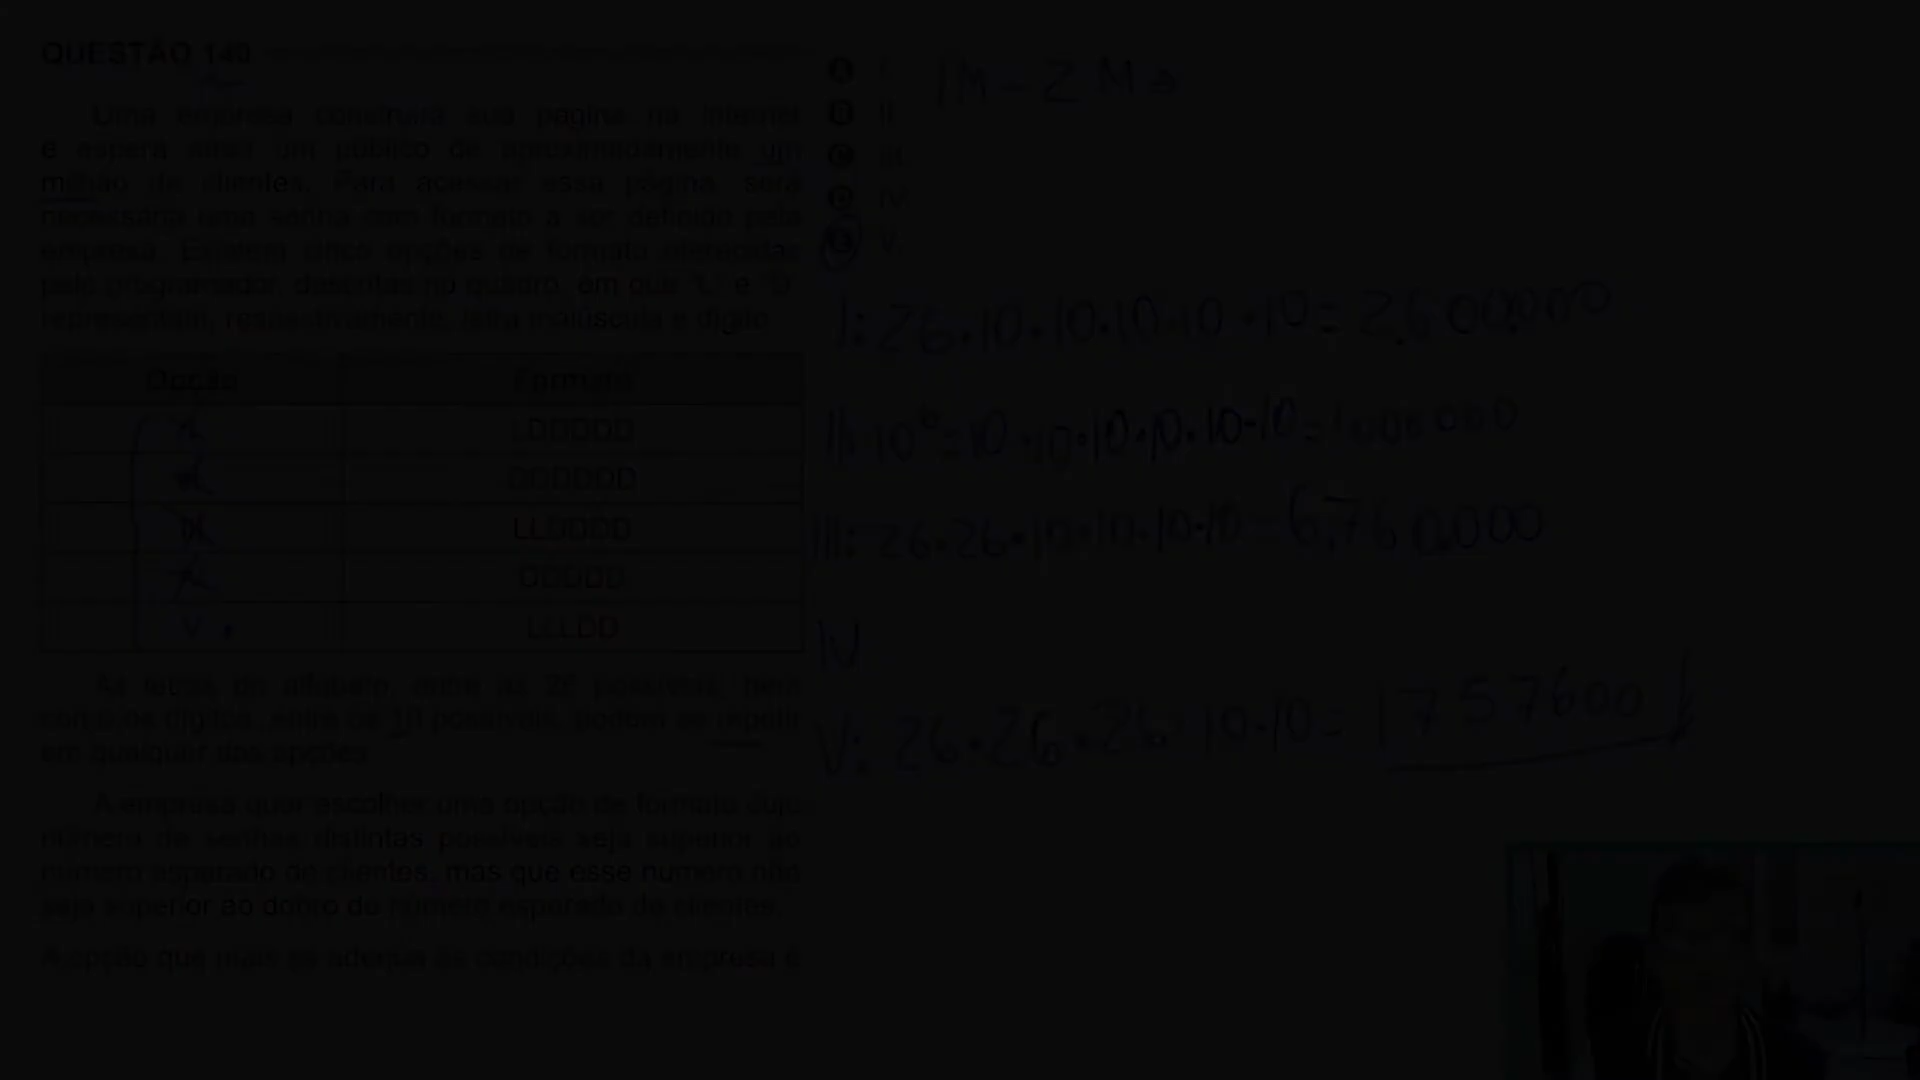 QUESTÃO 149
Uma empresa construirá sua página na internet
e espera atrair um público de aproximadamente um
milhão de clientes. Para acessar essa página, será
necessária uma senha com formato a ser definido pela
empresa. Existem cinco opções de formato oferecidas
pelo programador, descritas no quadro, em que "L" e "D"
representam, respectivamente, letra maiúscula e dígito.
Opção Formato
I LDDDDD
II DDDDDD
III LLDDDD
IV DDDDD
V LLLDD
As letras do alfabeto, entre as 26 possíveis, bem
como os dígitos, entre os 10 possíveis, podem se repetir
em qualquer das opções.
A empresa quer escolher uma opção de formato cujo
número de senhas distintas possíveis seja superior ao
número esperado de clientes, mas que esse número não
seja superior ao dobro do número esperado de clientes.
A opção que mais se adequa às condições da empresa é
A I.
B II.
C III.
D IV.
E V.
1M - 2M
I: 26·10·10·10·10·10 = 2.600.000
II: 10⁶ = 10·10·10·10·10·10 = 1.000 000
III: 26·26·10·10·10·10 = 6.760.000
IV
V: 26·26·26·10·10 = 1757600